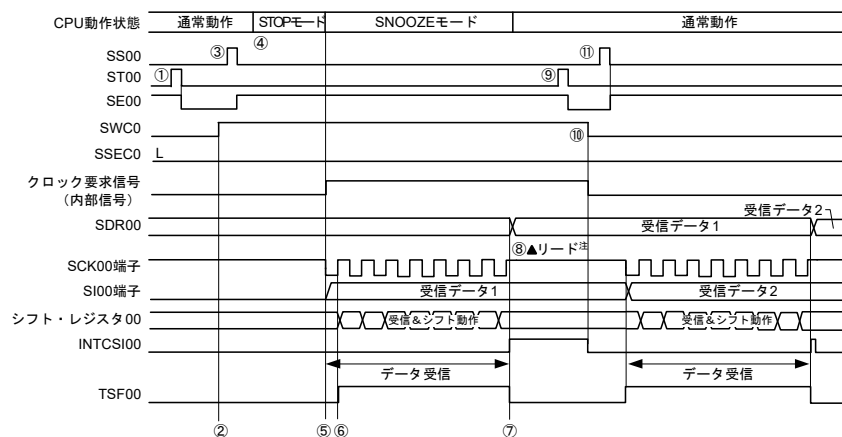 CPU動作状態 通常動作 STOPモード SNOOZEモード 通常動作
③ ④ ⑪
SS00
① ⑨
ST00
SE00
SWC0 ⑩
SSEC0 L
クロック要求信号
(内部信号)
受信データ2
SDR00 受信データ1
⑧▲リード注
SCK00端子
SI00端子 受信データ1 受信データ2
シフト・レジスタ00 受信&シフト動作 受信&シフト動作
INTCSI00
データ受信 データ受信
TSF00
② ⑤ ⑥ ⑦